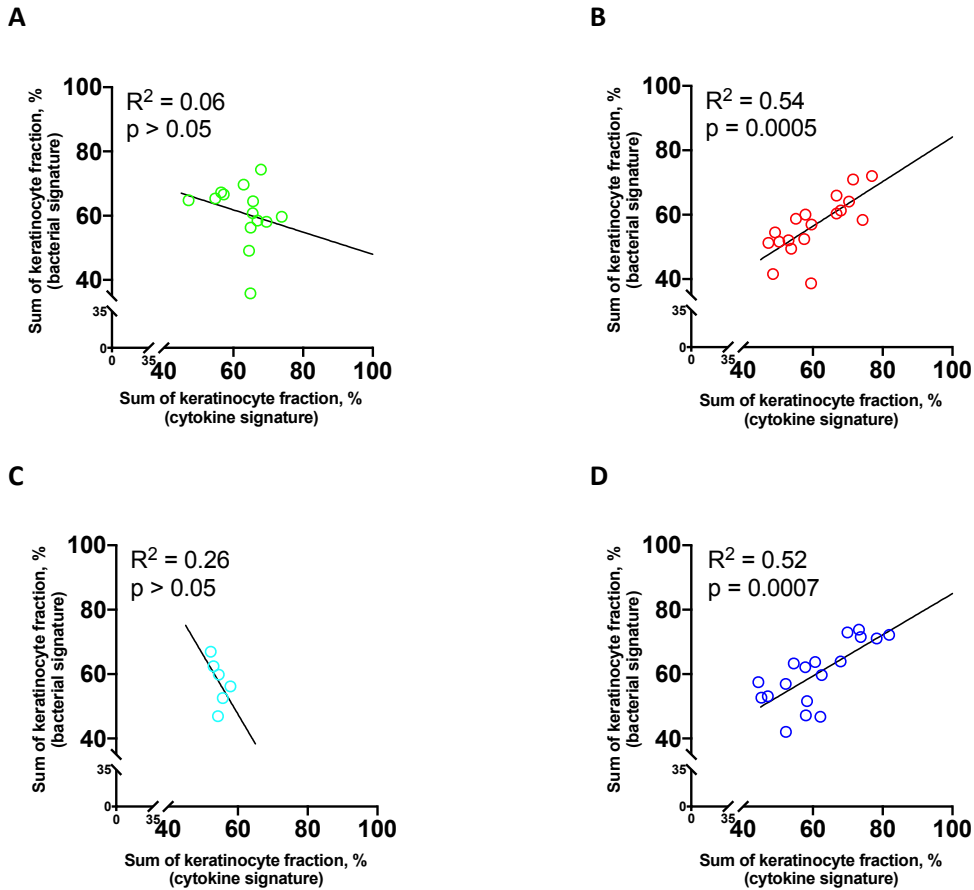 A
R² = 0.06
p > 0.05
Sum of keratinocyte fraction, %
(bacterial signature)
100
80
60
40
35
0
0
35
40
60
80
100
Sum of keratinocyte fraction, %
(cytokine signature)
B
R² = 0.54
p = 0.0005
Sum of keratinocyte fraction, %
(bacterial signature)
100
80
60
40
35
0
0
35
40
60
80
100
Sum of keratinocyte fraction, %
(cytokine signature)
C
R² = 0.26
p > 0.05
Sum of keratinocyte fraction, %
(bacterial signature)
100
80
60
40
35
0
0
35
40
60
80
100
Sum of keratinocyte fraction, %
(cytokine signature)
D
R² = 0.52
p = 0.0007
Sum of keratinocyte fraction, %
(bacterial signature)
100
80
60
40
35
0
0
35
40
60
80
100
Sum of keratinocyte fraction, %
(cytokine signature)